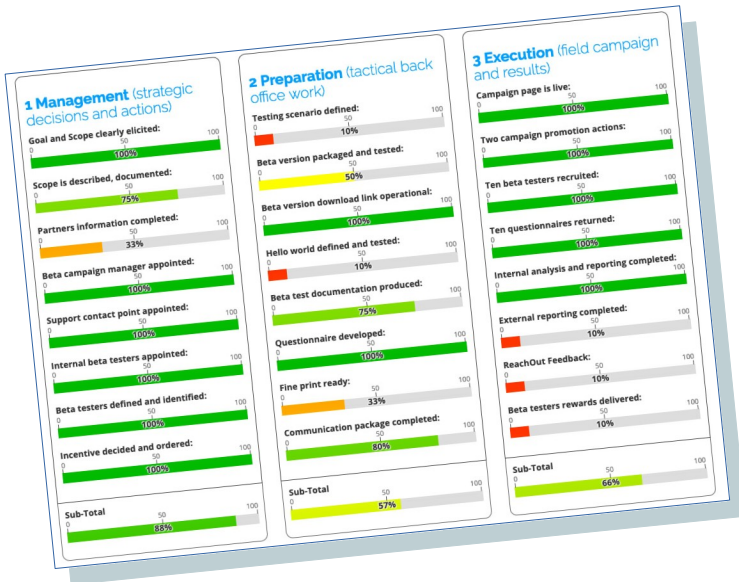 1 Management (strategic
decisions and actions)
Goal and Scope clearly elicited:
0 50 100
100%
Scope is described, documented:
0 50 100
75%
Partners information completed:
0 50 100
33%
Beta campaign manager appointed:
0 50 100
100%
Support contact point appointed:
0 50 100
100%
Internal beta testers appointed:
0 50 100
100%
Beta testers defined and identified:
0 50 100
100%
Incentive decided and ordered:
0 50 100
100%
Sub-Total
0 50 100
88%
2 Preparation (tactical back
office work)
Testing scenario defined:
0 50 100
10%
Beta version packaged and tested:
0 50 100
50%
Beta version download link operational:
0 50 100
100%
Hello world defined and tested:
0 50 100
10%
Beta test documentation produced:
0 50 100
75%
Questionnaire developed:
0 50 100
100%
Fine print ready:
0 50 100
33%
Communication package completed:
0 50 100
80%
Sub-Total
0 50 100
57%
3 Execution (field campaign
and results)
Campaign page is live:
0 50 100
100%
Two campaign promotion actions:
0 50 100
100%
Ten beta testers recruited:
0 50 100
100%
Ten questionnaires returned:
0 50 100
100%
Internal analysis and reporting completed:
0 50 100
100%
External reporting completed:
0 50 100
10%
ReachOut Feedback:
0 50 100
10%
Beta testers rewards delivered:
0 50 100
10%
Sub-Total
0 50 100
66%